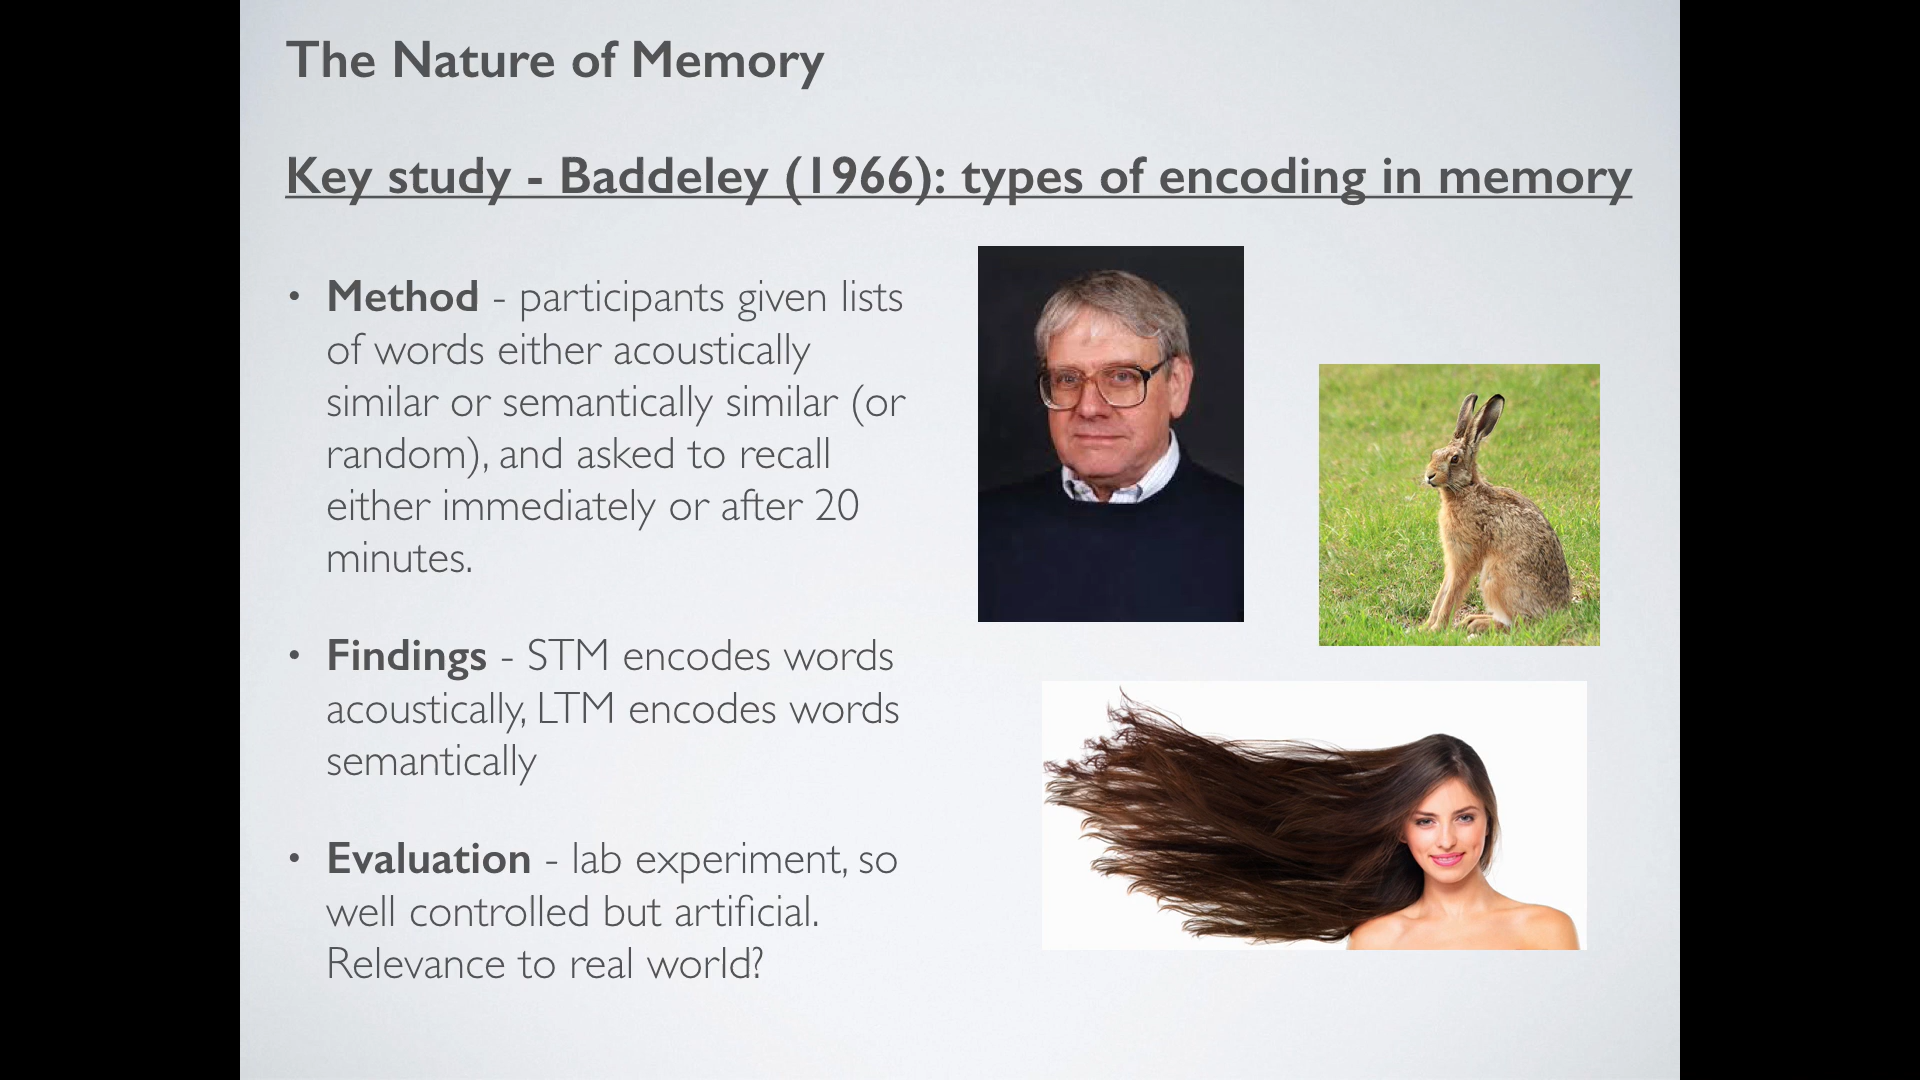 The Nature of Memory
Key study - Baddeley (1966): types of encoding in memory
• Method - participants given lists
of words either acoustically
similar or semantically similar (or
random), and asked to recall
either immediately or after 20
minutes.
• Findings - STM encodes words
acoustically, LTM encodes words
semantically
• Evaluation - lab experiment, so
well controlled but artificial.
Relevance to real world?